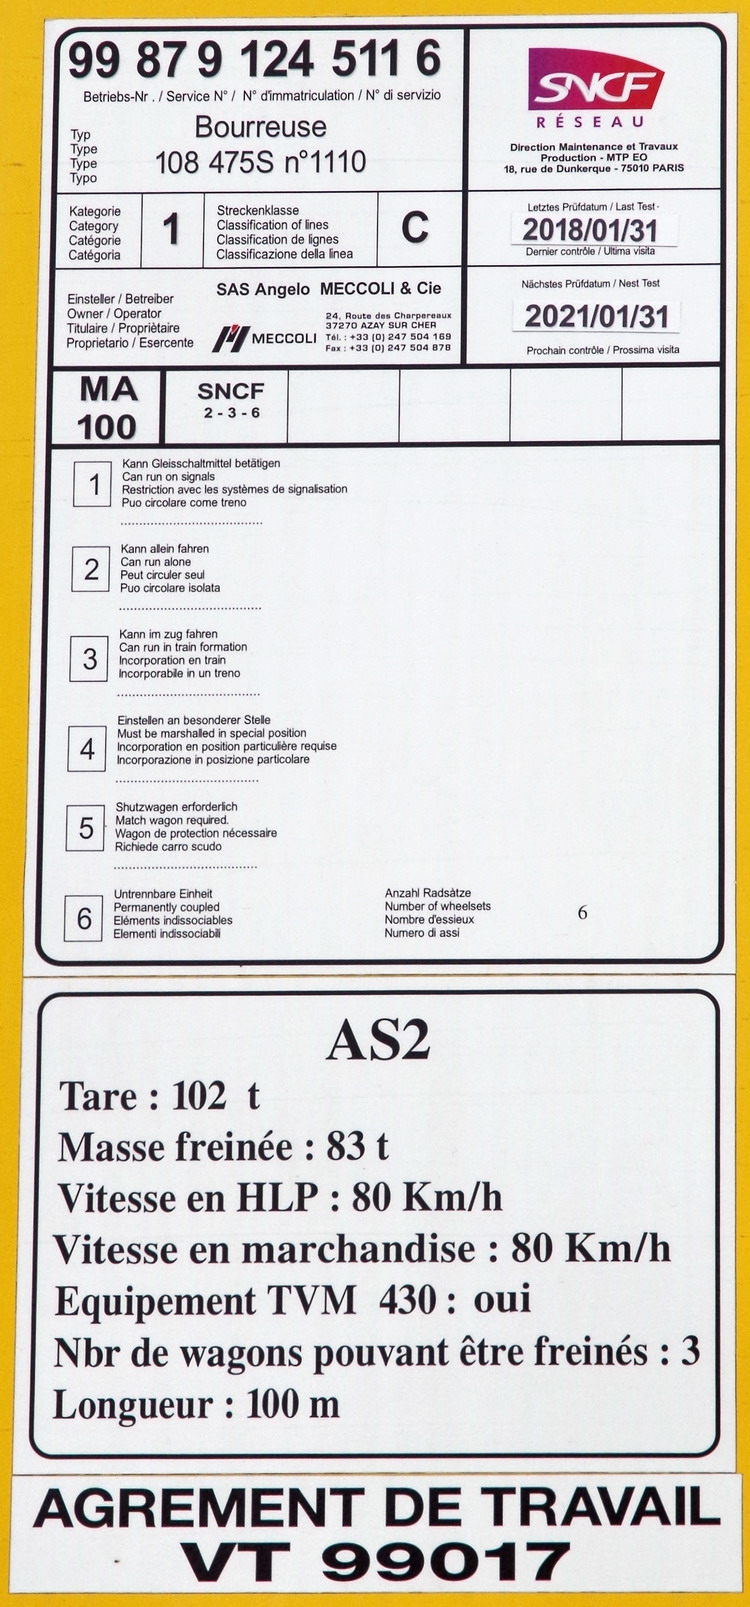 99 87 9 124 511 6
Betriebs-Nr . / Service N° / N° d'immatriculation / N° di servizio
Typ
Type
Type
Typo
Bourreuse
108 475S n°1110
SNCF
RÉSEAU
Direction Maintenance et Travaux
Production - MTP EO
18, rue de Dunkerque - 75010 PARIS
Kategorie
Category
Catégorie
Catégoria
1
Streckenklasse
Classification of lines
Classification de lignes
Classificazione della linea
C
Letztes Prüfdatum / Last Test
2018/01/31
Dernier contrôle / Ultima visita
Einsteller / Betreiber
Owner / Operator
Titulaire / Propriètaire
Proprietario / Esercente
SAS Angelo MECCOLI & Cie
MECCOLI
24, Route des Charpereaux
37270 AZAY SUR CHER
Tél. : +33 (0) 247 504 169
Fax : +33 (0) 247 504 878
Nächstes Prüfdatum / Nest Test
2021/01/31
Prochain contrôle / Prossima visita
MA
100
SNCF
2 - 3 - 6
1
Kann Gleisschaltmittel betätigen
Can run on signals
Restriction avec les systèmes de signalisation
Puo circolare come treno
2
Kann allein fahren
Can run alone
Peut circuler seul
Puo circolare isolata
3
Kann im zug fahren
Can run in train formation
Incorporation en train
Incorporabile in un treno
4
Einstellen an besonderer Stelle
Must be marshalled in special position
Incorporation en position particulière requise
Incorporazione in posizione particolare
5
Shutzwagen erforderlich
Match wagon required.
Wagon de protection nécessaire
Richiede carro scudo
6
Untrennbare Einheit
Permanently coupled
Eléments indissociables
Elementi indissociabili
Anzahl Radsätze
Number of wheelsets
Nombre d'essieux
Numero di assi
6
AS2
Tare : 102 t
Masse freinée : 83 t
Vitesse en HLP : 80 Km/h
Vitesse en marchandise : 80 Km/h
Equipement TVM 430 : oui
Nbr de wagons pouvant être freinés : 3
Longueur : 100 m
AGREMENT DE TRAVAIL
VT 99017